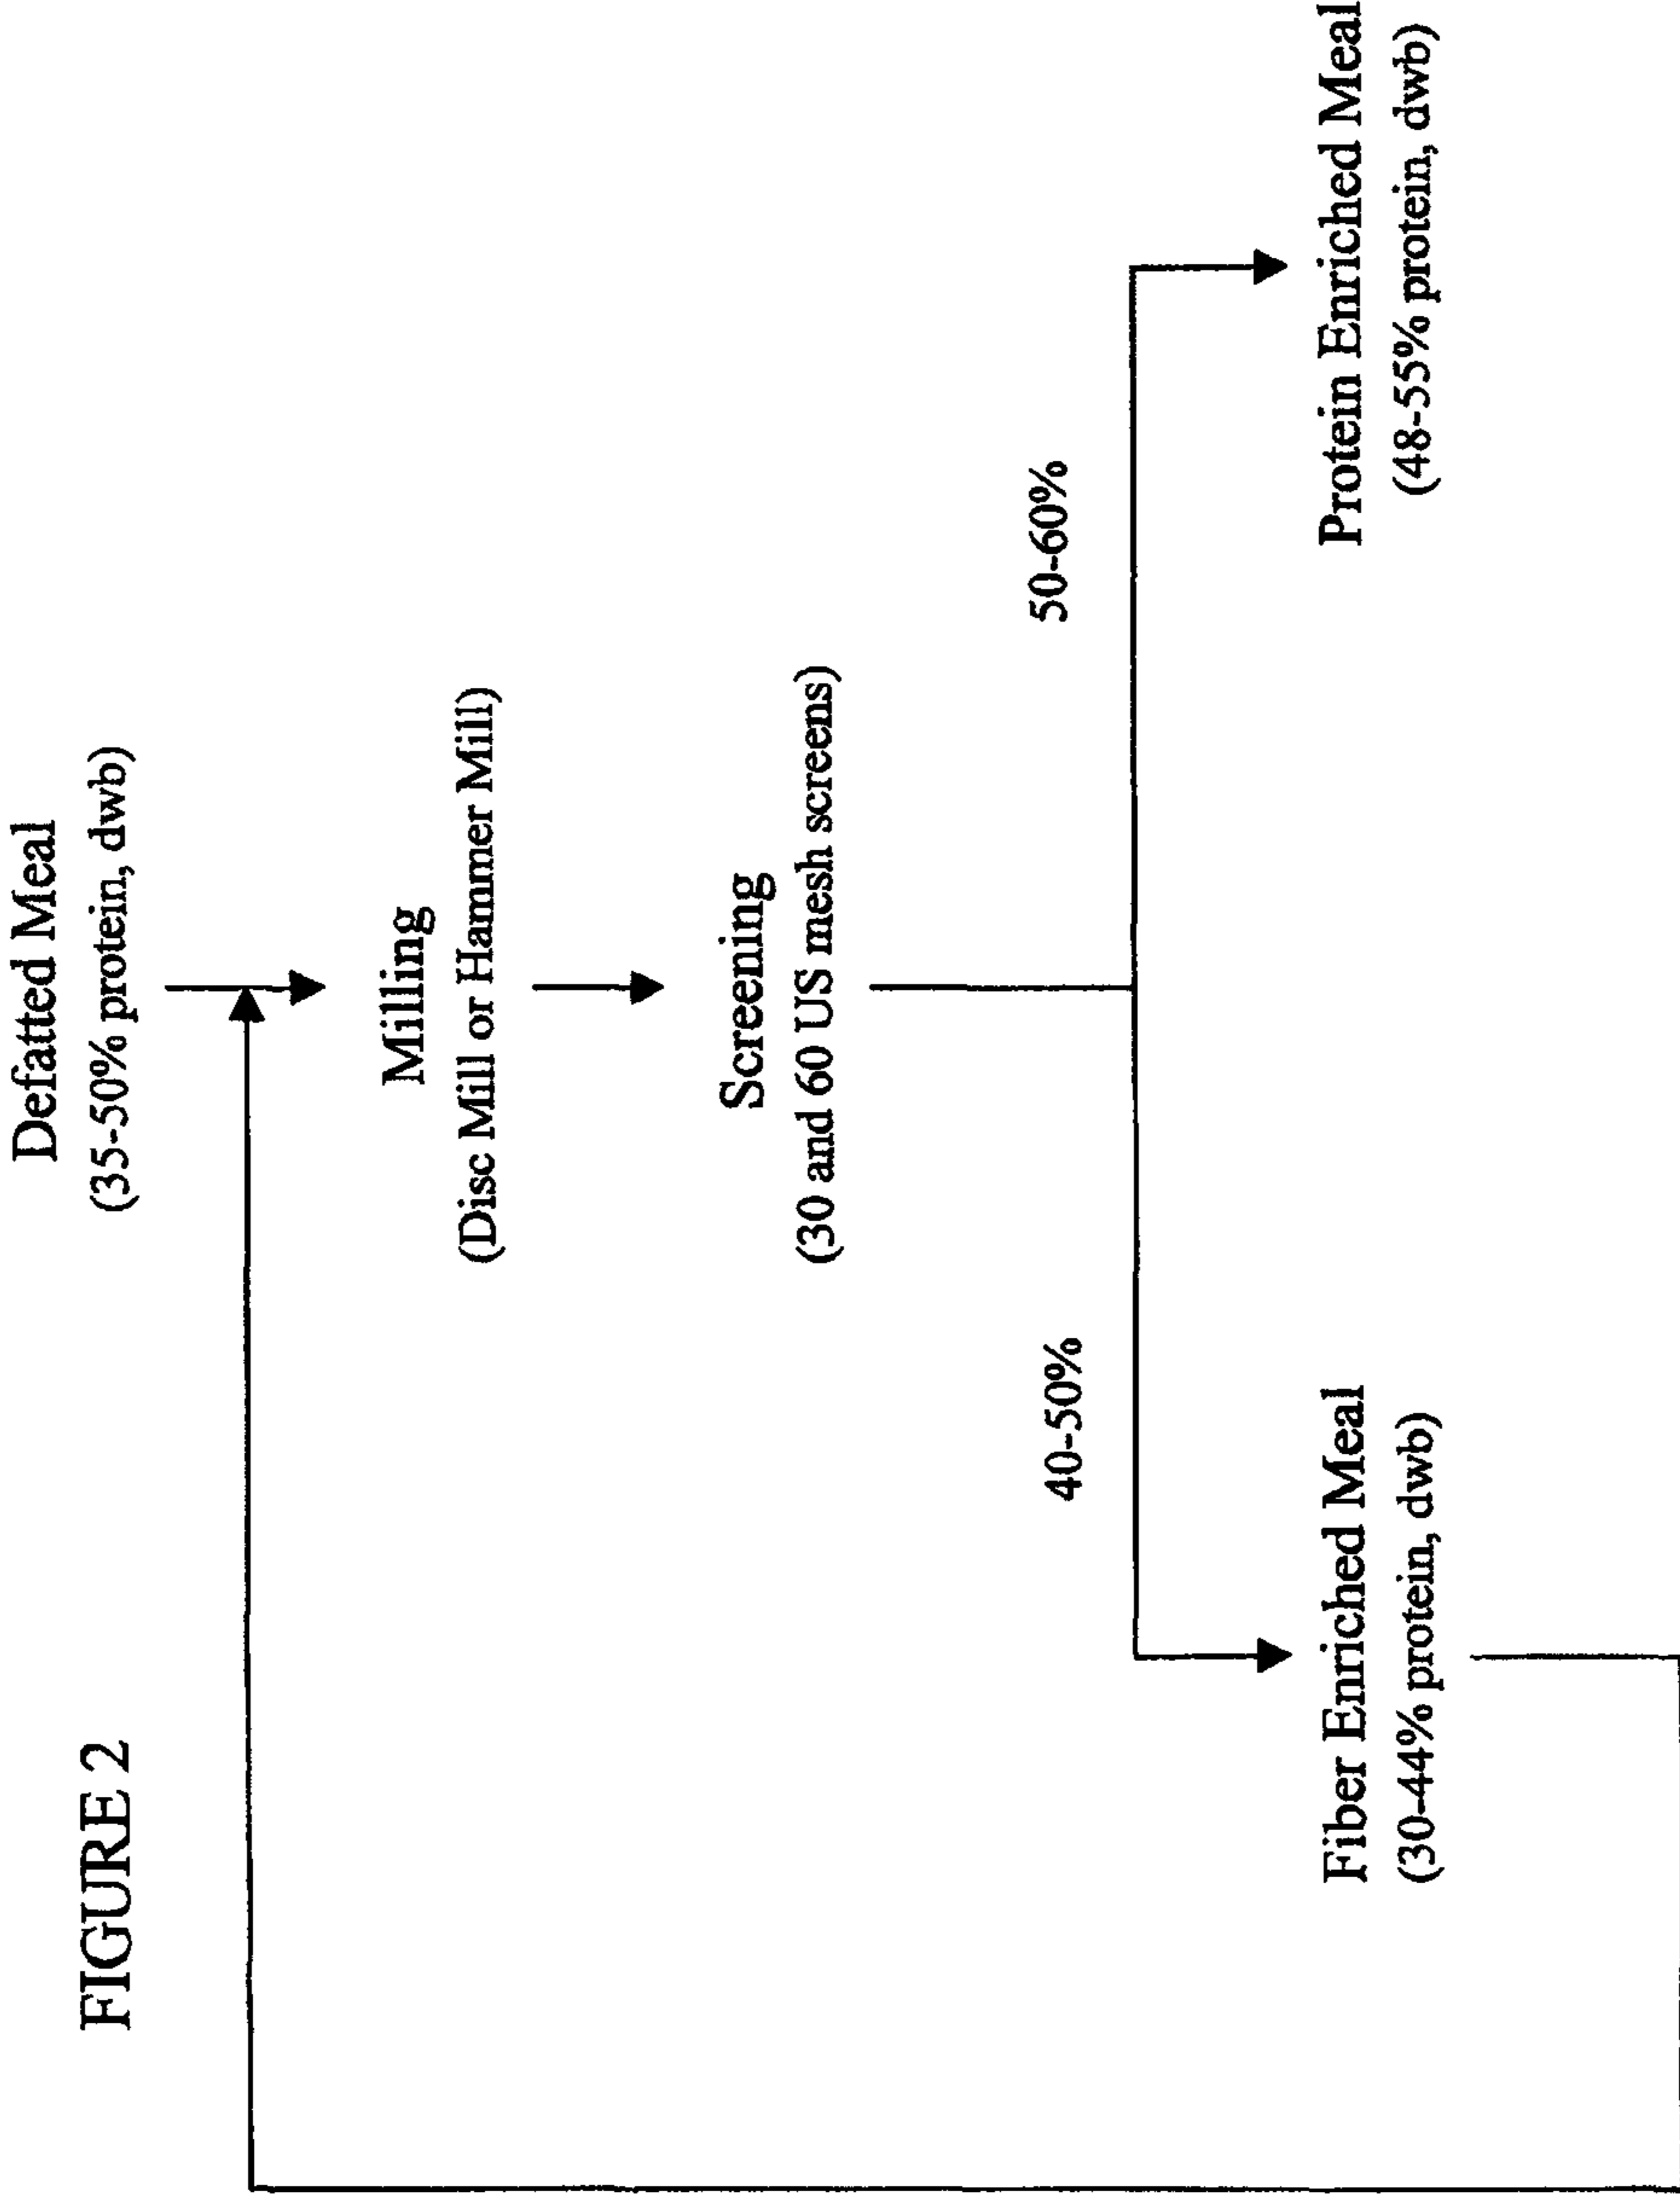 FIGURE 2
Defatted Meal
(35-50% protein, dwb)
Milling
(Disc Mill or Hammer Mill)
Screening
(30 and 60 US mesh screens)
40-50%
50-60%
Fiber Enriched Meal
(30-44% protein, dwb)
Protein Enriched Meal
(48-55% protein, dwb)